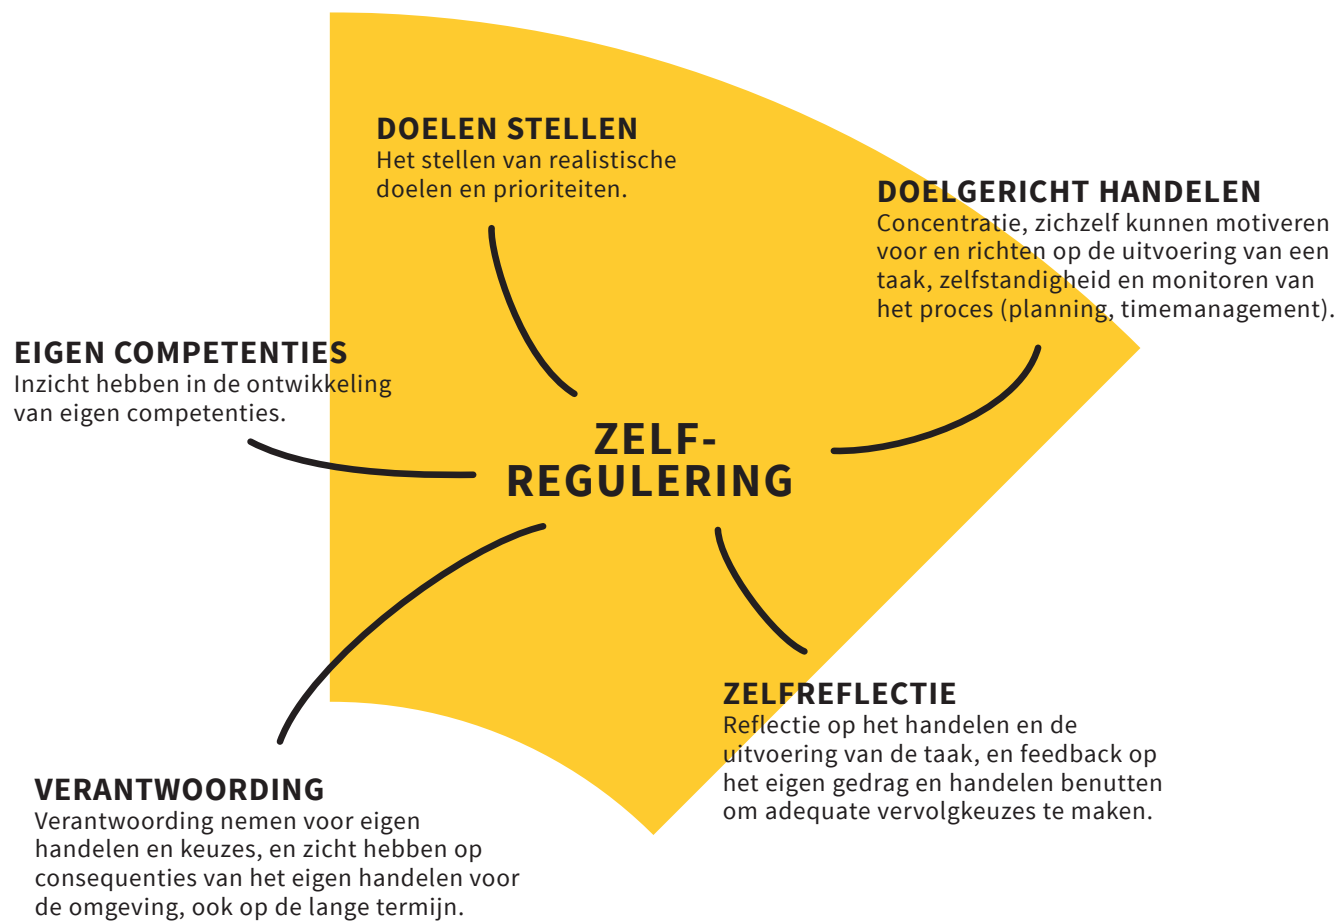 DOELEN STELLEN
Het stellen van realistische
doelen en prioriteiten.
DOELGERICHT HANDELEN
Concentratie, zichzelf kunnen motiveren
voor en richten op de uitvoering van een
taak, zelfstandigheid en monitoren van
het proces (planning, timemanagement).
EIGEN COMPETENTIES
Inzicht hebben in de ontwikkeling
van eigen competenties.
ZELF-
REGULERING
ZELFREFLECTIE
Reflectie op het handelen en de
uitvoering van de taak, en feedback op
het eigen gedrag en handelen benutten
om adequate vervolgkeuzes te maken.
VERANTWOORDING
Verantwoording nemen voor eigen
handelen en keuzes, en zicht hebben op
consequenties van het eigen handelen voor
de omgeving, ook op de lange termijn.